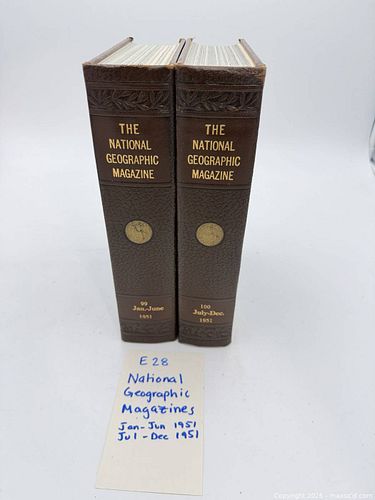 THE
NATIONAL
GEOGRAPHIC
MAGAZINE
99
Jan.-June
1951
THE
NATIONAL
GEOGRAPHIC
MAGAZINE
100
July-Dec.
1951
E 28
National
Geographic
Magazines
Jan-Jun 1951
Jul - Dec 1951